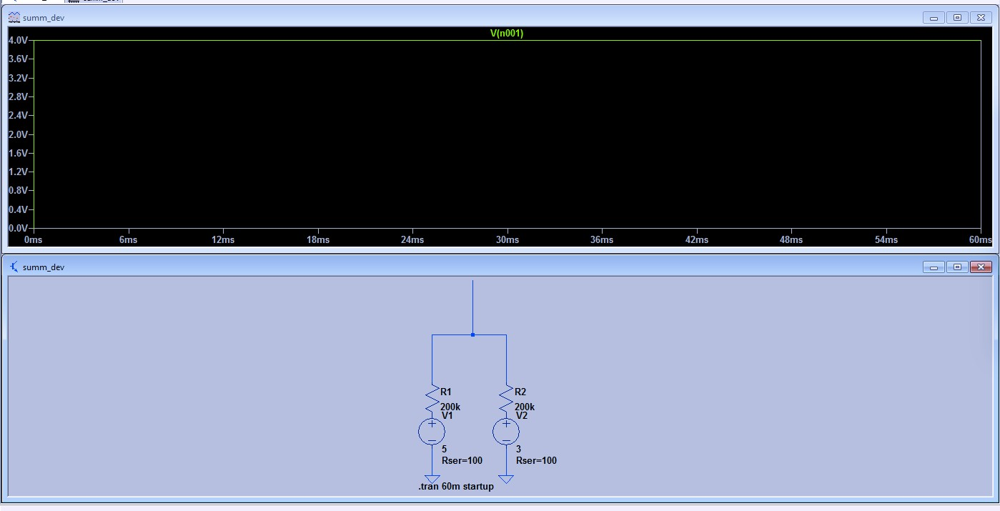 summ_dev
summ_dev
V(n001)
4.0V
3.6V
3.2V
2.8V
2.4V
2.0V
1.6V
1.2V
0.8V
0.4V
0.0V
0ms 6ms 12ms 18ms 24ms 30ms 36ms 42ms 48ms 54ms 60ms
summ_dev
R1 R2
200k 200k
V1 V2
5 3
Rser=100 Rser=100
.tran 60m startup